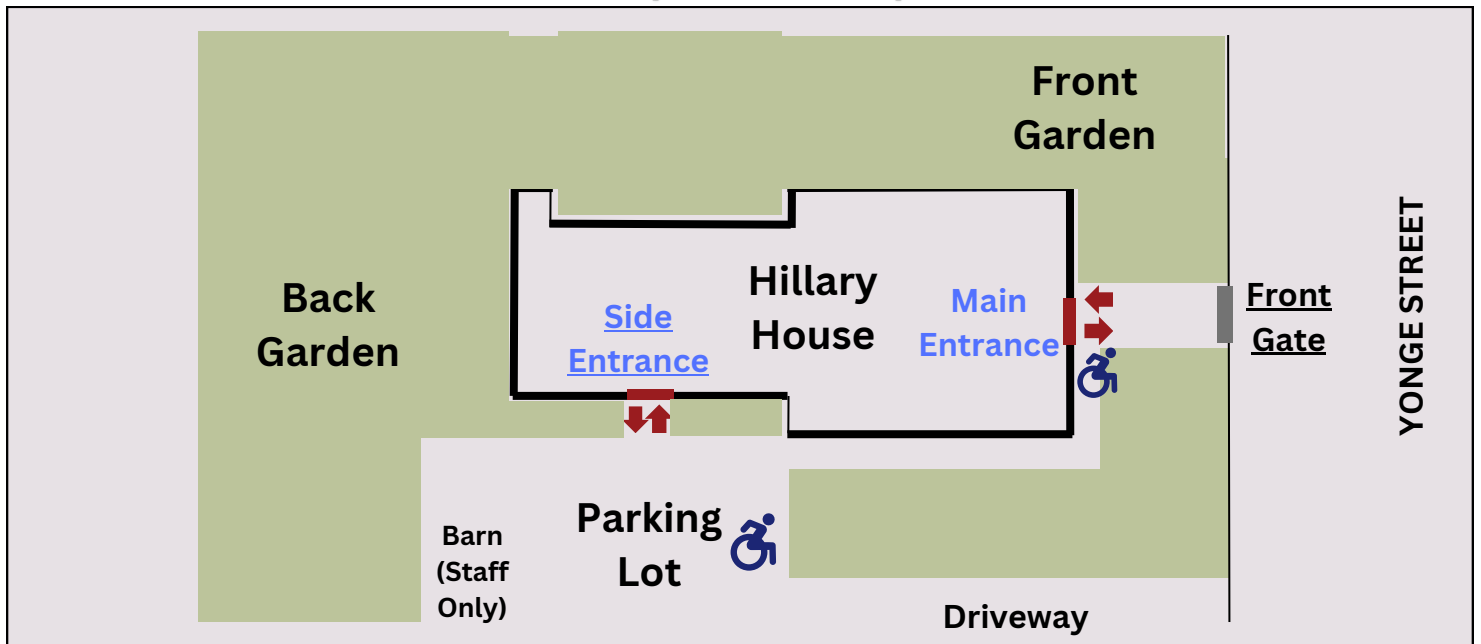 Front
Garden
Back
Garden
Hillary
House
Side
Entrance
Main
Entrance
Front
Gate
YONGE STREET
Parking
Lot
Barn
(Staff
Only)
Driveway